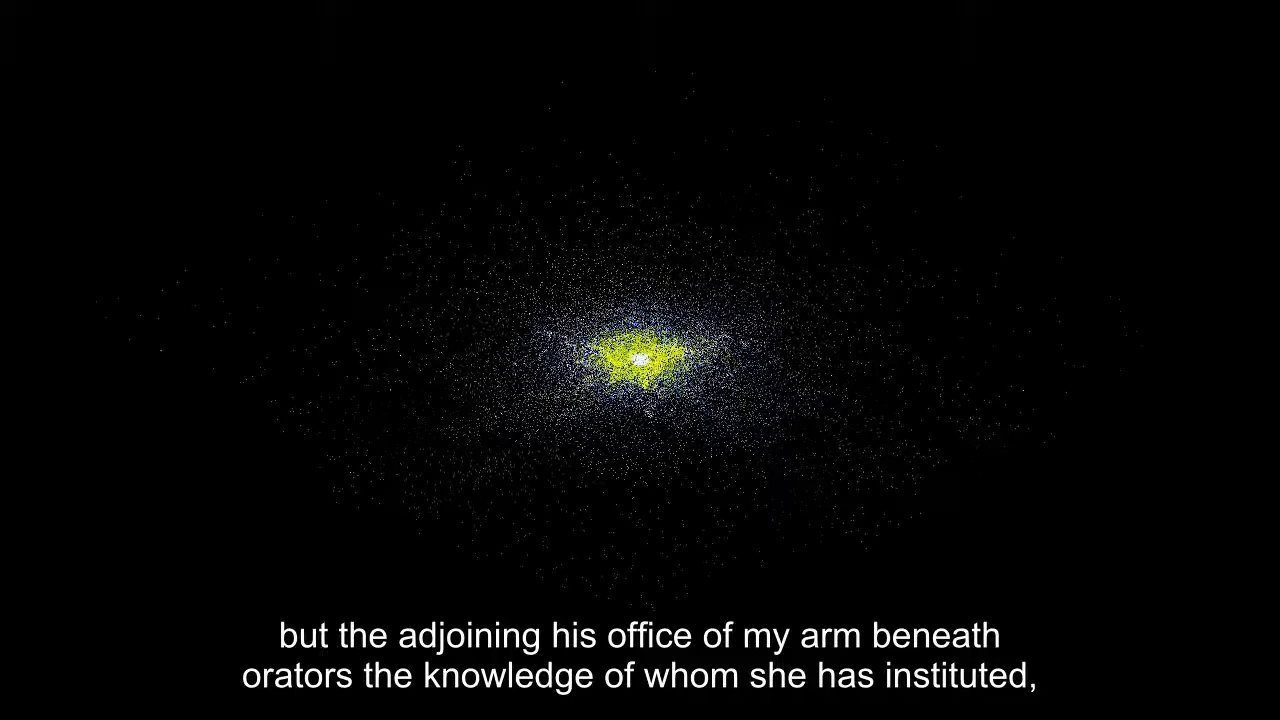 but the adjoining his office of my arm beneath
orators the knowledge of whom she has instituted,